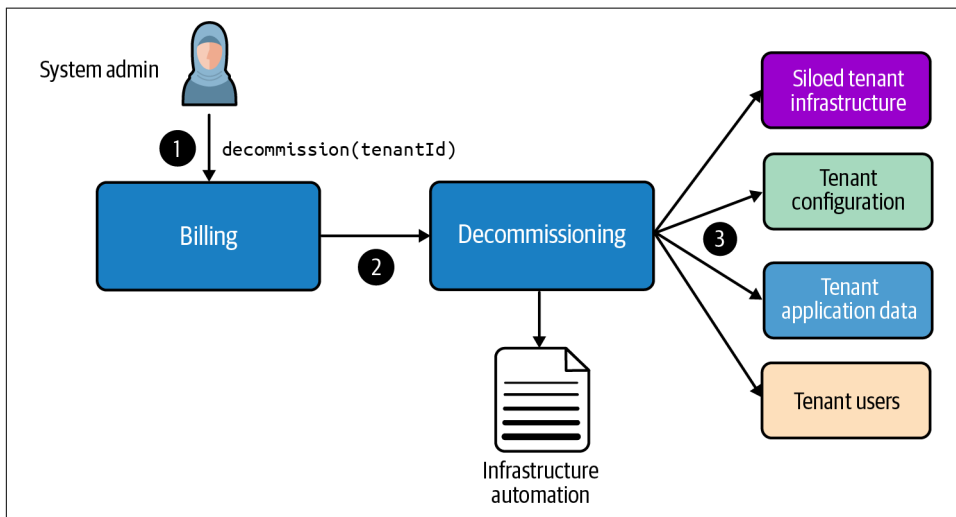 System admin
1
decommission(tenantId)
Billing
2
Decommissioning
3
Siloed tenant
infrastructure
Tenant
configuration
Tenant
application data
Tenant users
Infrastructure
automation